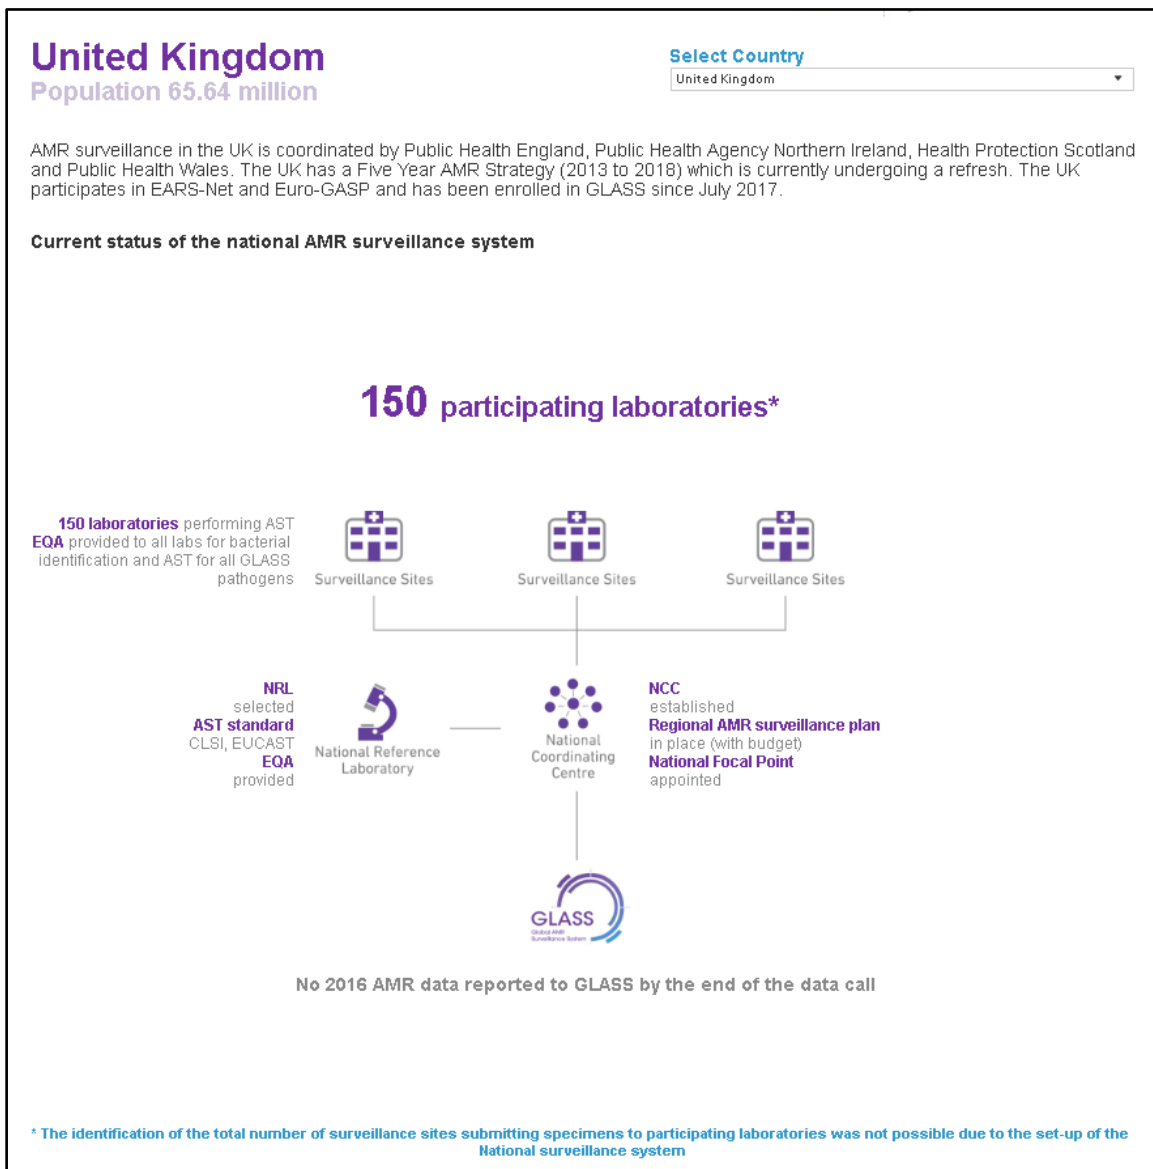 United Kingdom
Population 65.64 million
Select Country
United Kingdom
AMR surveillance in the UK is coordinated by Public Health England, Public Health Agency Northern Ireland, Health Protection Scotland
and Public Health Wales. The UK has a Five Year AMR Strategy (2013 to 2018) which is currently undergoing a refresh. The UK
participates in EARS-Net and Euro-GASP and has been enrolled in GLASS since July 2017.
Current status of the national AMR surveillance system
150 participating laboratories*
150 laboratories performing AST
EQA provided to all labs for bacterial
identification and AST for all GLASS
pathogens
Surveillance Sites
Surveillance Sites
Surveillance Sites
NRL
selected
AST standard
CLSI, EUCAST
EQA
provided
National Reference
Laboratory
National
Coordinating
Centre
NCC
established
Regional AMR surveillance plan
in place (with budget)
National Focal Point
appointed
GLASS
Global AMR
Surveillance System
No 2016 AMR data reported to GLASS by the end of the data call
* The identification of the total number of surveillance sites submitting specimens to participating laboratories was not possible due to the set-up of the
National surveillance system